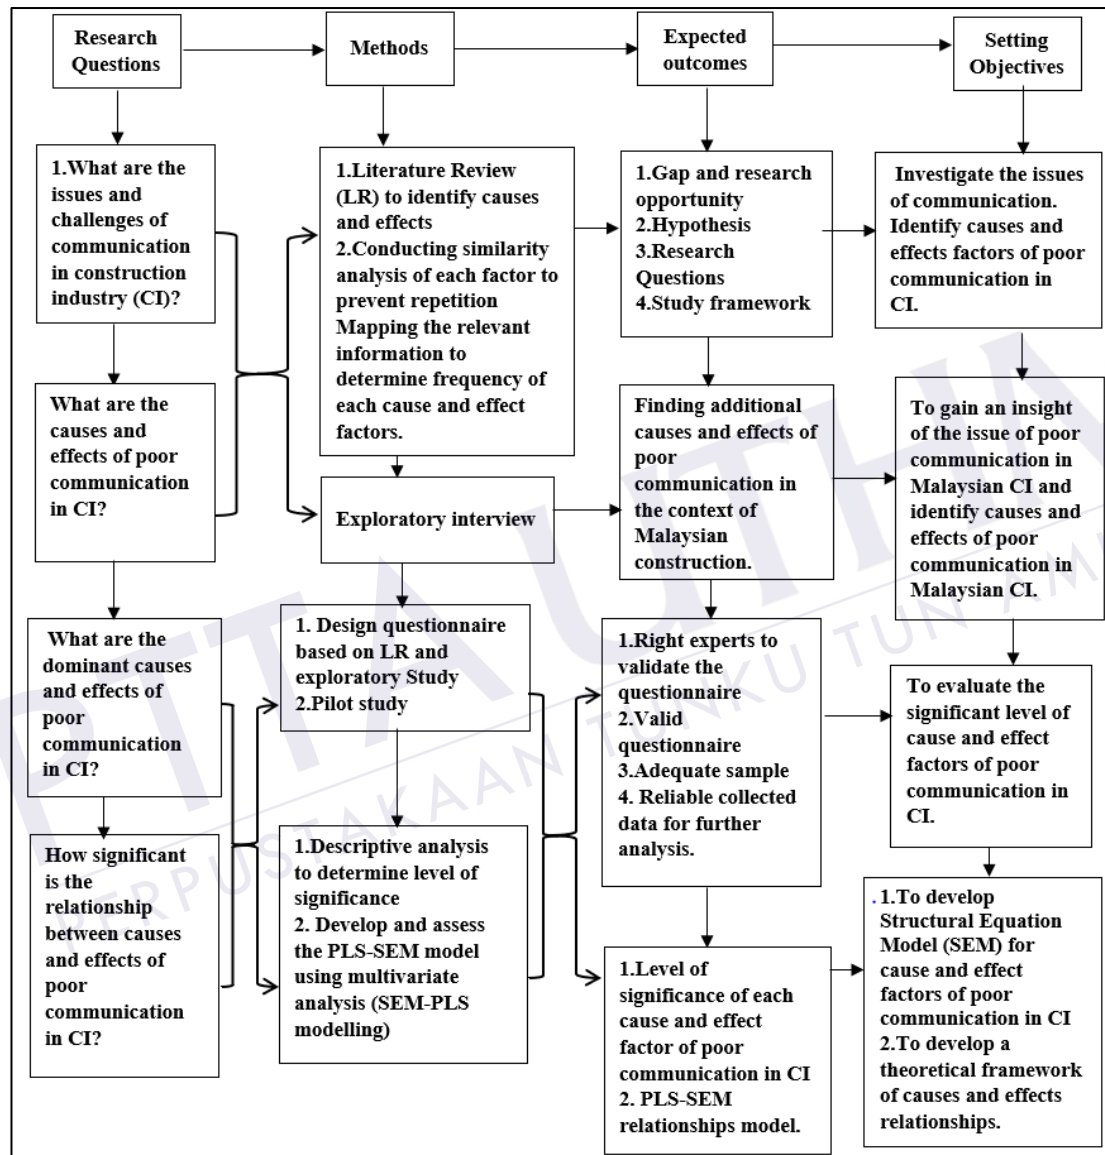 Research
Questions
Methods
Expected
outcomes
Setting
Objectives
1.What are the
issues and
challenges of
communication
in construction
industry (CI)?
1.Literature Review
(LR) to identify causes
and effects
2.Conducting similarity
analysis of each factor to
prevent repetition
Mapping the relevant
information to
determine frequency of
each cause and effect
factors.
1.Gap and research
opportunity
2.Hypothesis
3.Research
Questions
4.Study framework
Investigate the issues
of communication.
Identify causes and
effects factors of poor
communication in
CI.
What are the
causes and
effects of poor
communication
in CI?
Exploratory interview
Finding additional
causes and effects of
poor
communication in
the context of
Malaysian
construction.
To gain an insight
of the issue of poor
communication in
Malaysian CI and
identify causes and
effects of poor
communication in
Malaysian CI.
What are the
dominant causes
and effects of
poor
communication
in CI?
1. Design questionnaire
based on LR and
exploratory Study
2.Pilot study
1.Right experts to
validate the
questionnaire
2.Valid
questionnaire
3.Adequate sample
4. Reliable collected
data for further
analysis.
To evaluate the
significant level of
cause and effect
factors of poor
communication in
CI.
How significant
is the
relationship
between causes
and effects of
poor
communication
in CI?
1.Descriptive analysis
to determine level of
significance
2. Develop and assess
the PLS-SEM model
using multivariate
analysis (SEM-PLS
modelling)
1.Level of
significance of each
cause and effect
factor of poor
communication in CI
2. PLS-SEM
relationships model.
.1.To develop
Structural Equation
Model (SEM) for
cause and effect
factors of poor
communication in CI
2.To develop a
theoretical framework
of causes and effects
relationships.
PTTA UTHM
PERPUSTAKAAN TUNKU TUN AMI